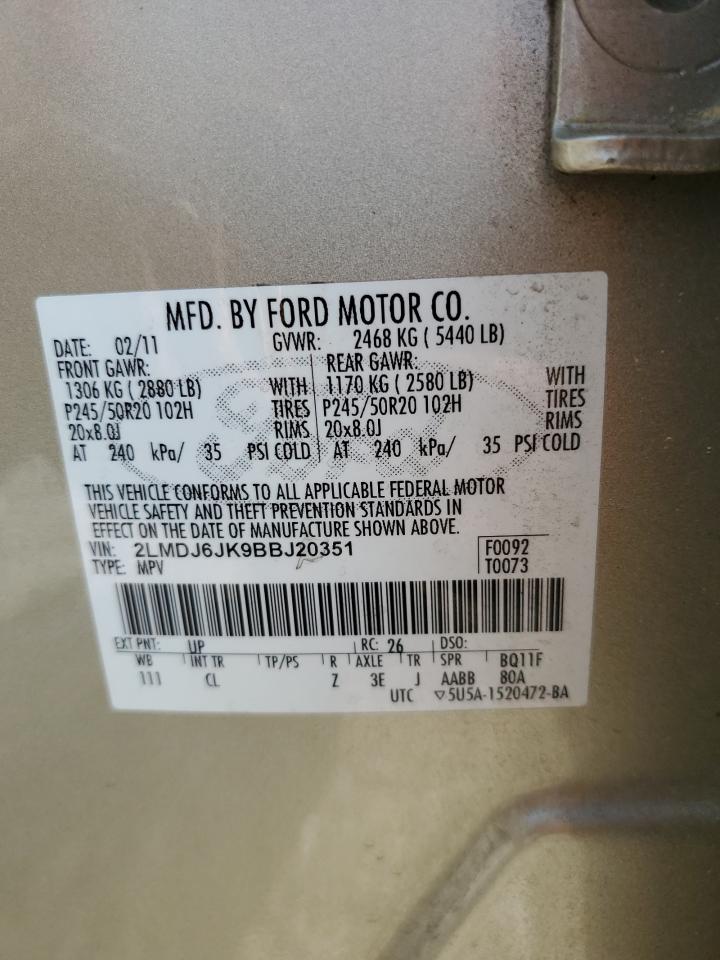 MFD. BY FORD MOTOR CO.
DATE: 02/11 GVWR: 2468 KG ( 5440 LB)
FRONT GAWR: REAR GAWR:
1306 KG ( 2880 LB) WITH 1170 KG ( 2580 LB) WITH
P245/50R20 102H TIRES P245/50R20 102H TIRES
20x8.0J RIMS 20x8.0J RIMS
AT 240 kPa/ 35 PSI COLD AT 240 kPa/ 35 PSI COLD
THIS VEHICLE CONFORMS TO ALL APPLICABLE FEDERAL MOTOR
VEHICLE SAFETY AND THEFT PREVENTION STANDARDS IN
EFFECT ON THE DATE OF MANUFACTURE SHOWN ABOVE.
VIN: 2LMDJ6JK9BBJ20351 F0092
TYPE: MPV T0073
EXT PNT: UP RC: 26 DSO:
WB INT TR TP/PS R AXLE TR SPR BQ11F
111 CL Z 3E J AABB 80A
UTC ▽5U5A-1520472-BA